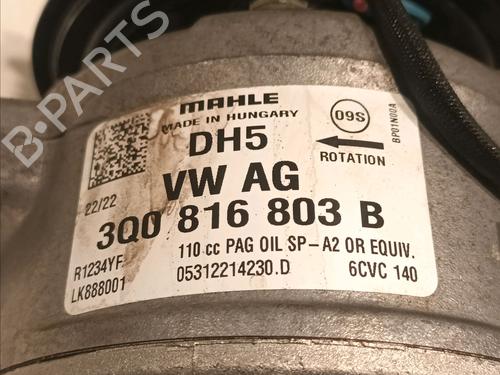 MAHLE
MADE IN HUNGARY
09S
BP01N00A
DH5
ROTATION
22/22
VW AG
3Q0 816 803 B
R1234YF
110 cc PAG OIL SP-A2 OR EQUIV.
LK888001
05312214230.D
6CVC 140
B-PARTS